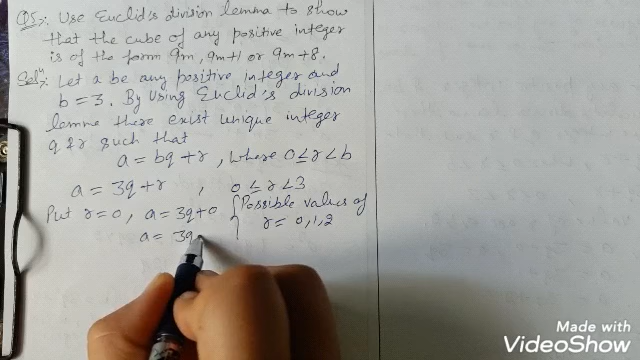 Q5:- Use Euclid's division lemma to show
that the cube of any positive integer
is of the form 9m, 9m+1 or 9m+8.
Solⁿ:- Let a be any positive integer and
b = 3. By using Euclid's division
lemma there exist unique integer
q & r such that
a = bq + r , where 0 ≤ r < b
a = 3q + r , 0 ≤ r < 3
Put r = 0, a = 3q + 0 { Possible values of
a = 3q r = 0, 1, 2
Made with
VideoShow